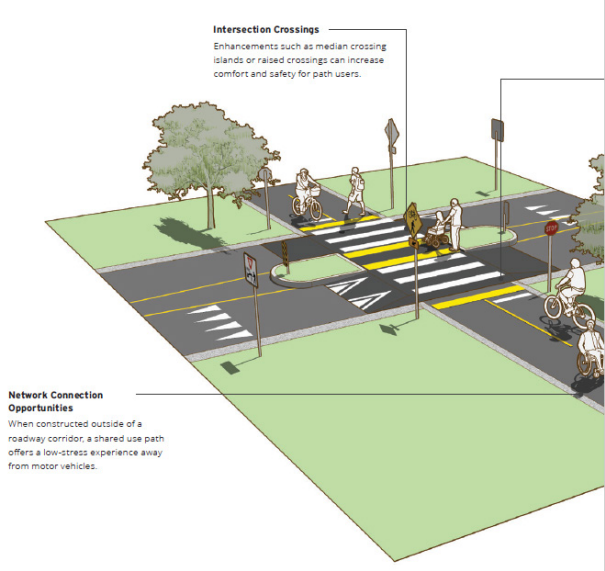 Intersection Crossings
Enhancements such as median crossing
islands or raised crossings can increase
comfort and safety for path users.
STOP
Network Connection
Opportunities
When constructed outside of a
roadway corridor, a shared use path
offers a low-stress experience away
from motor vehicles.